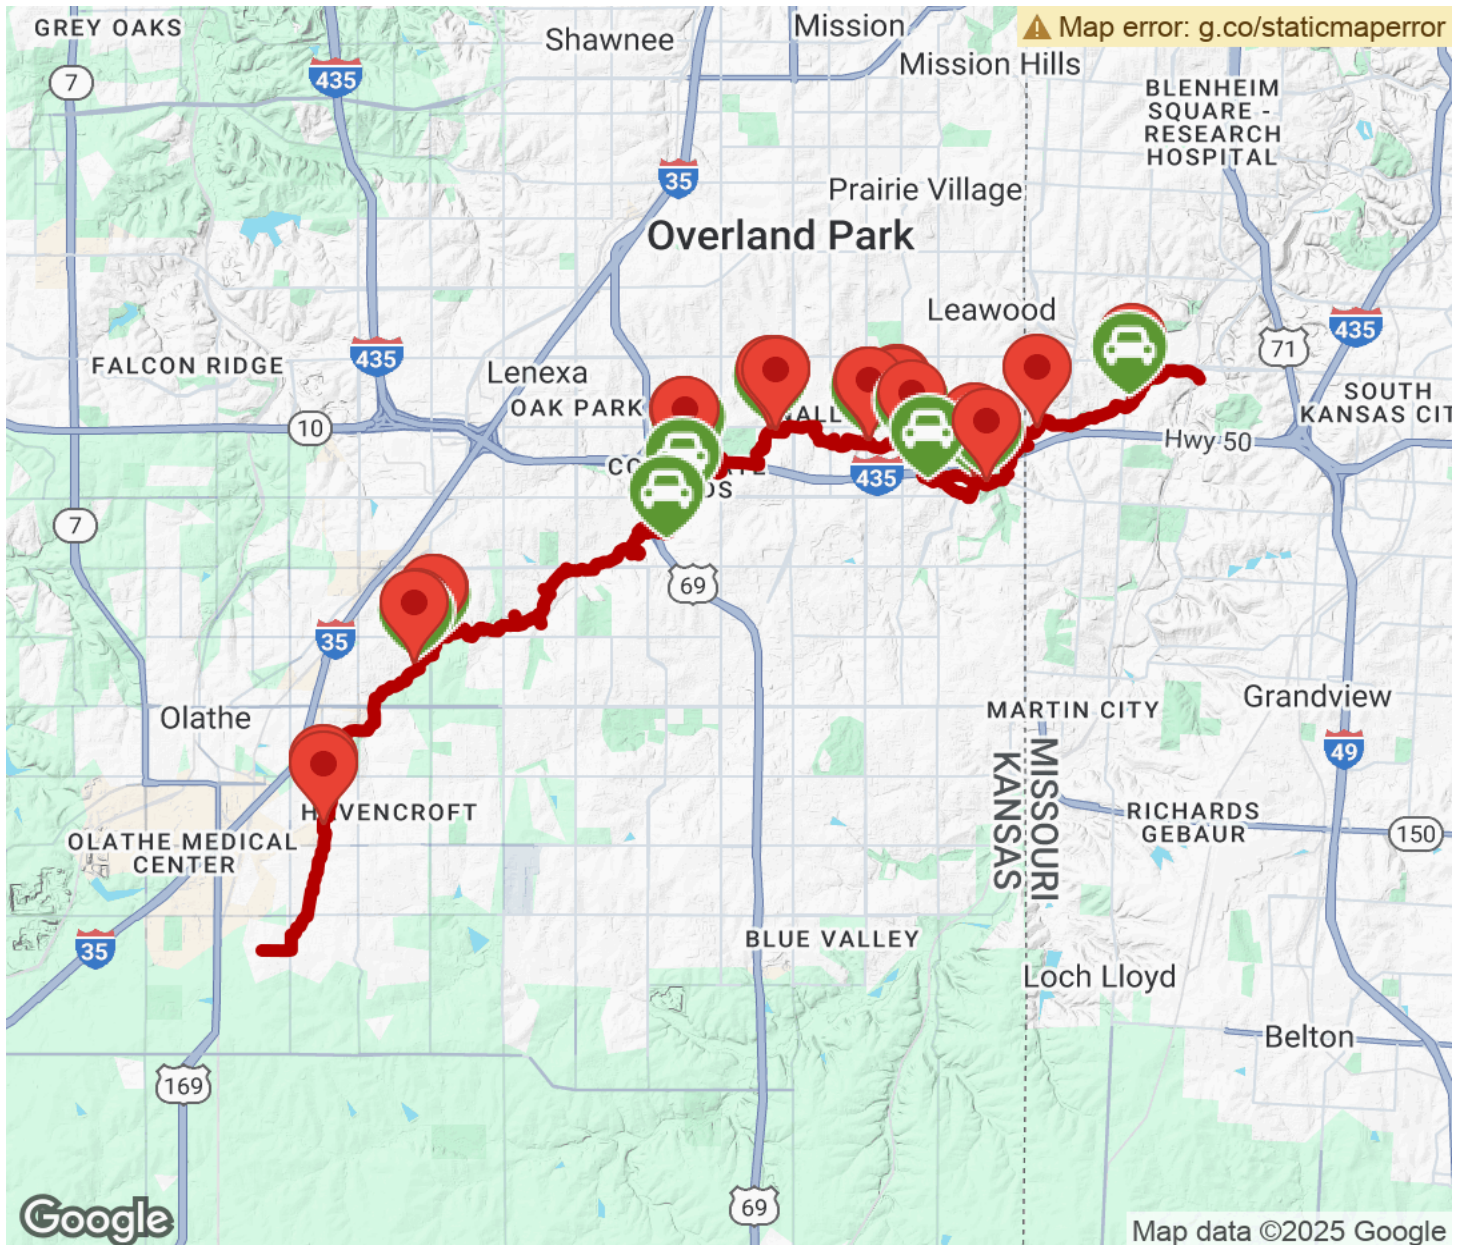 GREY OAKS
Shawnee
Mission
Map error: g.co/staticmaperror
Mission Hills
7
435
BLENHEIM
SQUARE -
RESEARCH
HOSPITAL
35
Prairie Village
Overland Park
Leawood
435
71
435
FALCON RIDGE
Lenexa
OAK PARK
SOUTH
KANSAS CIT
10
Hwy 50
435
7
69
35
Olathe
MARTIN CITY
Grandview
MISSOURI
KANSAS
49
OLATHE MEDICAL
CENTER
RICHARDS
GEBAUR
150
35
BLUE VALLEY
Loch Lloyd
Belton
169
69
Google
Map data ©2025 Google